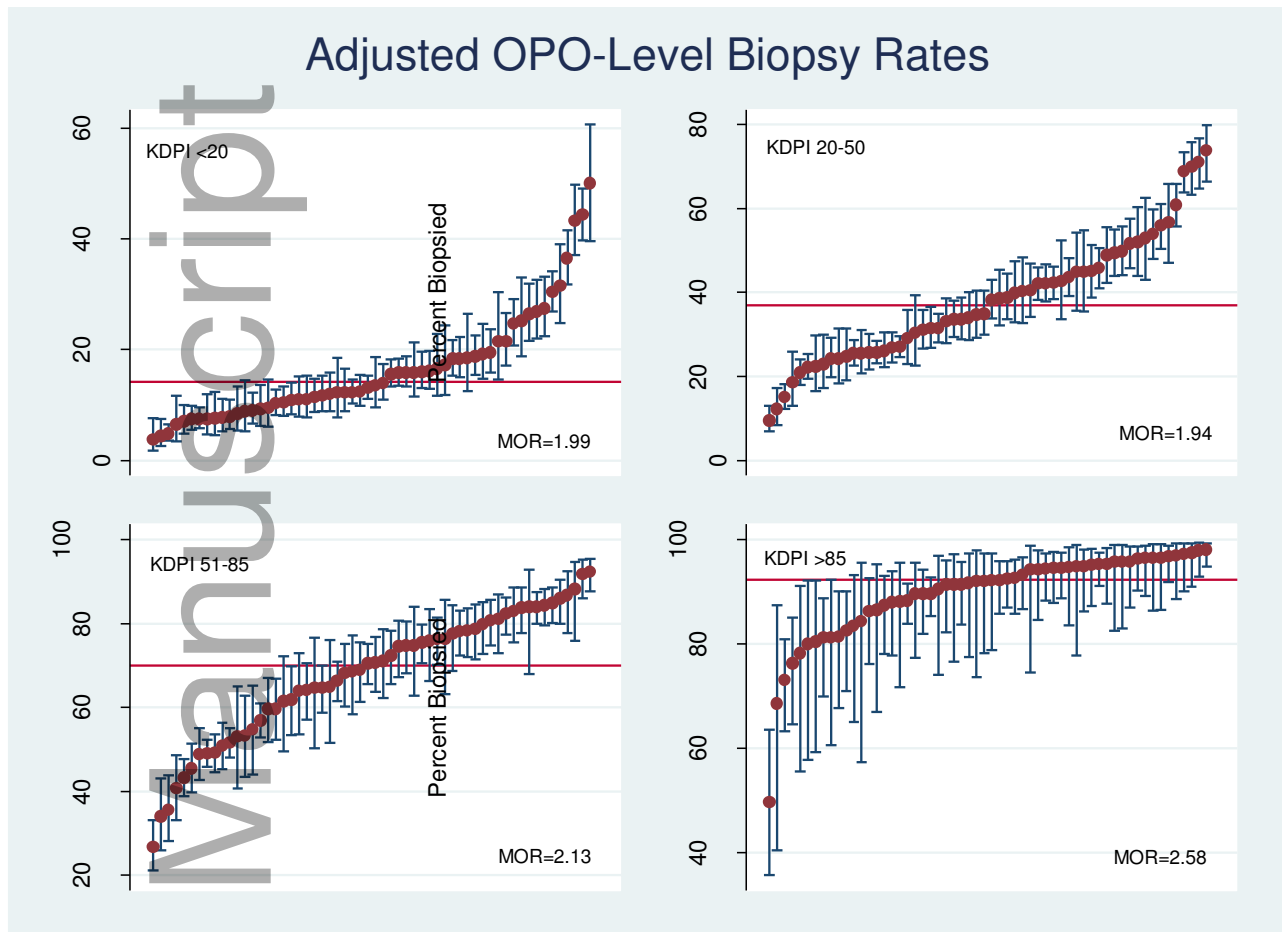 Adjusted OPO-Level Biopsy Rates
60
40
20
0
KDPI <20
Percent Biopsied
MOR=1.99
80
60
40
20
0
KDPI 20-50
MOR=1.94
100
80
60
40
20
KDPI 51-85
Percent Biopsied
MOR=2.13
100
80
60
40
KDPI >85
MOR=2.58
Manuscript